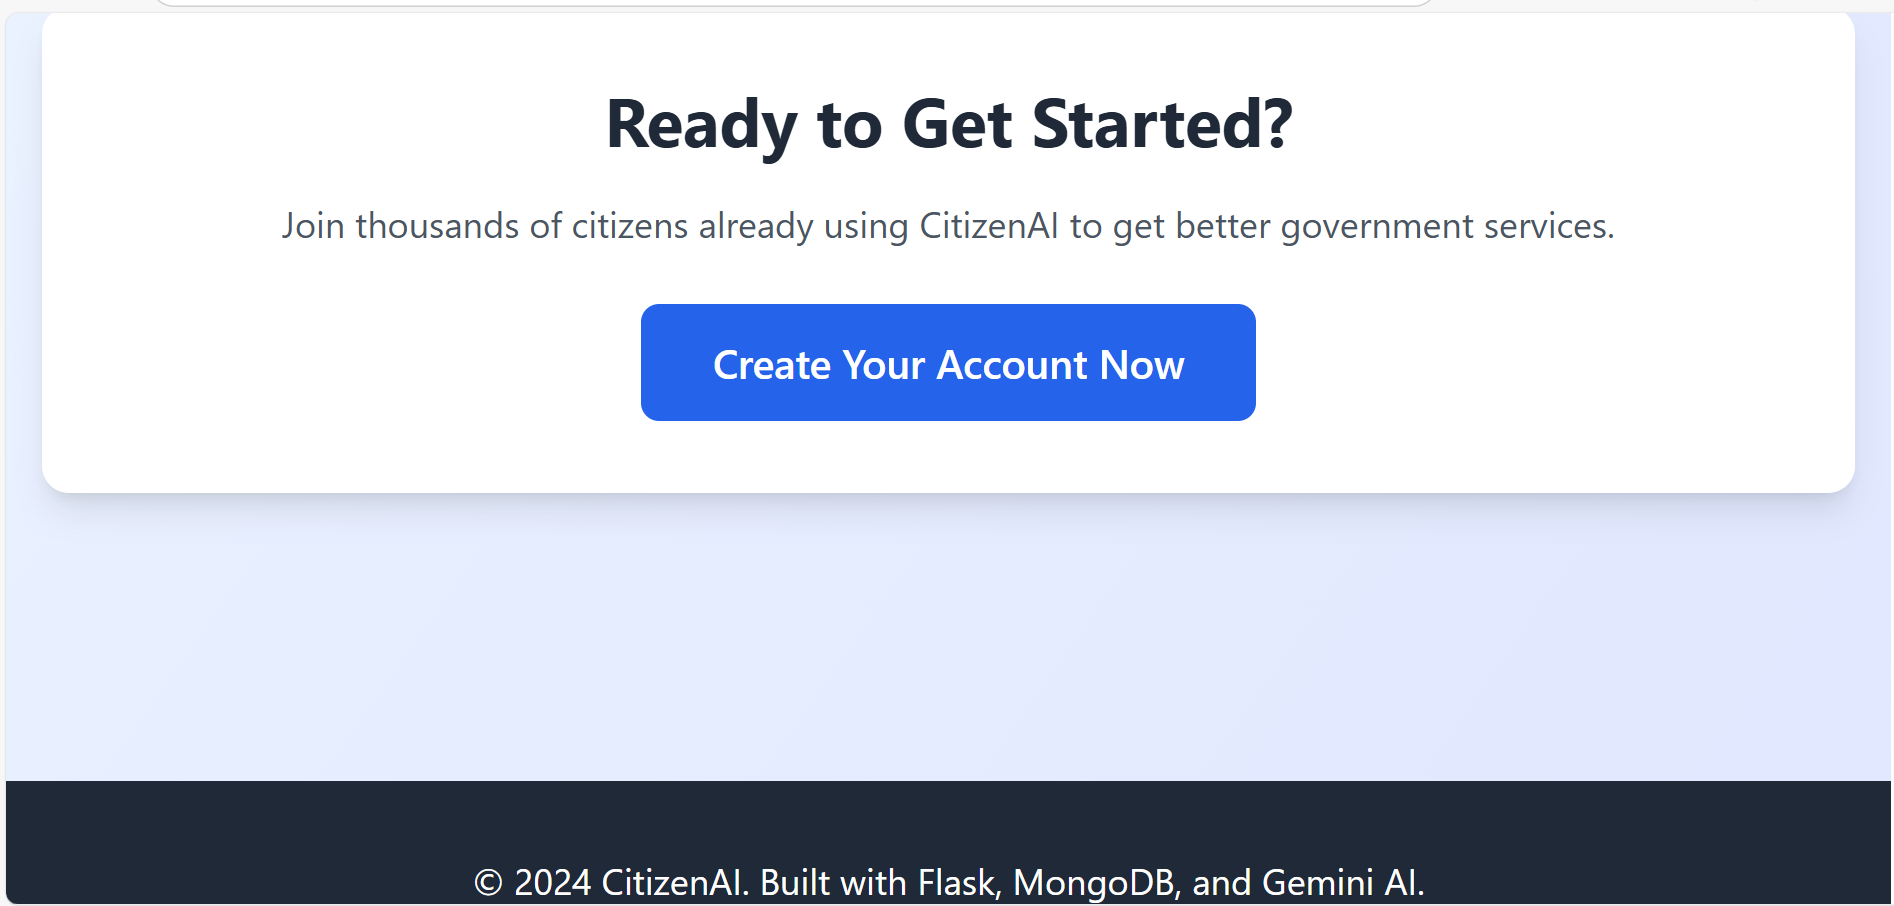 Ready to Get Started?
Join thousands of citizens already using CitizenAI to get better government services.
Create Your Account Now
© 2024 CitizenAI. Built with Flask, MongoDB, and Gemini AI.